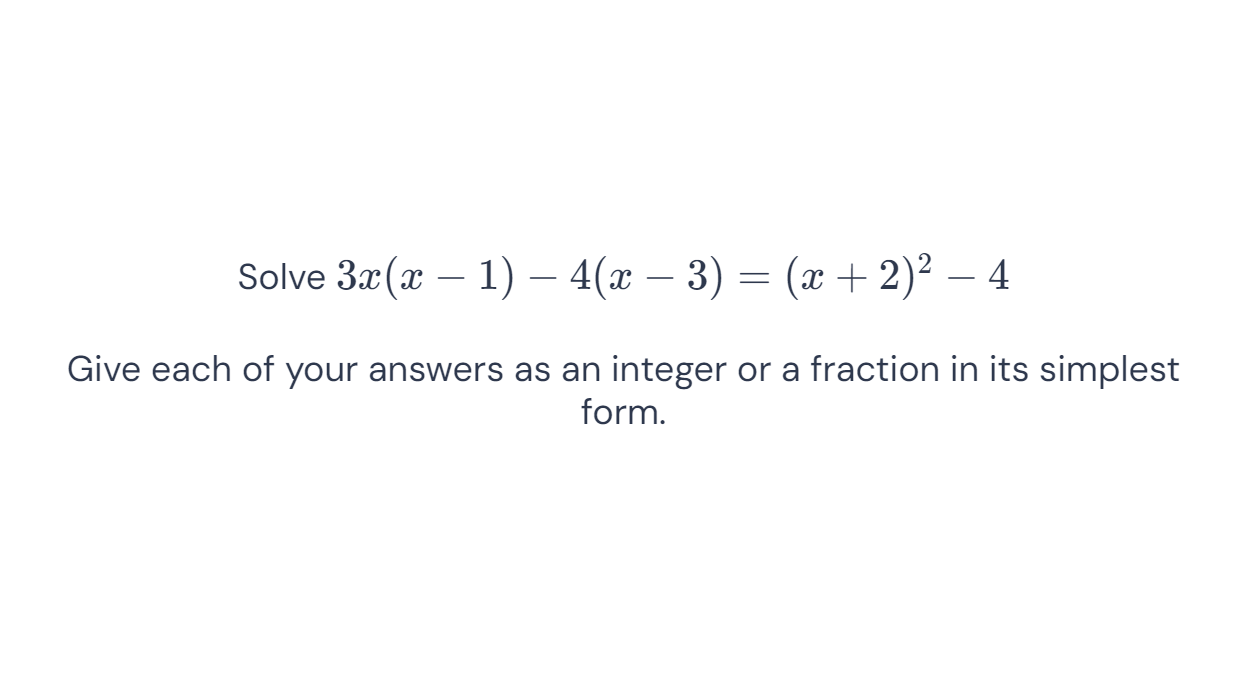 Solve 3x(x − 1) − 4(x − 3) = (x + 2)² − 4
Give each of your answers as an integer or a fraction in its simplest
form.